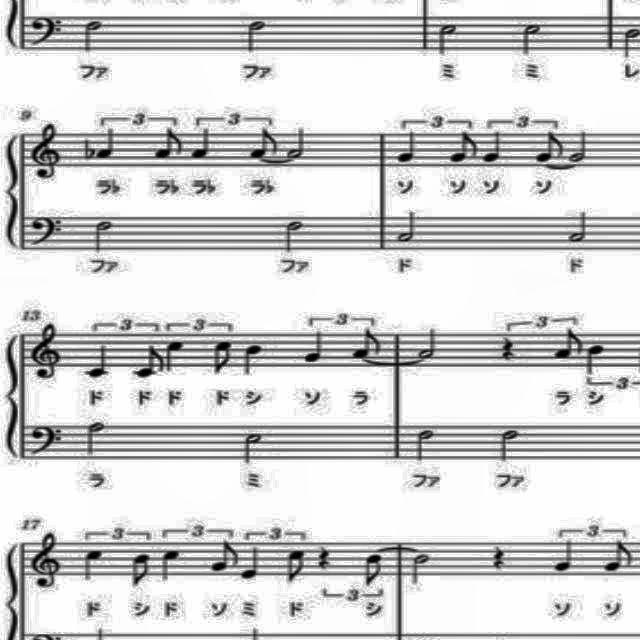 ファ ファ ミ ミ レ
9
3 3 3 3
ラ♭ ラ♭ ラ♭ ラ♭ ソ ソ ソ ソ
ファ ファ ド ド
13
3 3 3 3
ド ド ド ド シ ソ ラ ラ シ
3
ラ ミ ファ ファ
17
3 3 3 3
ド シ ド ソ ミ ド シ ソ ソ
3